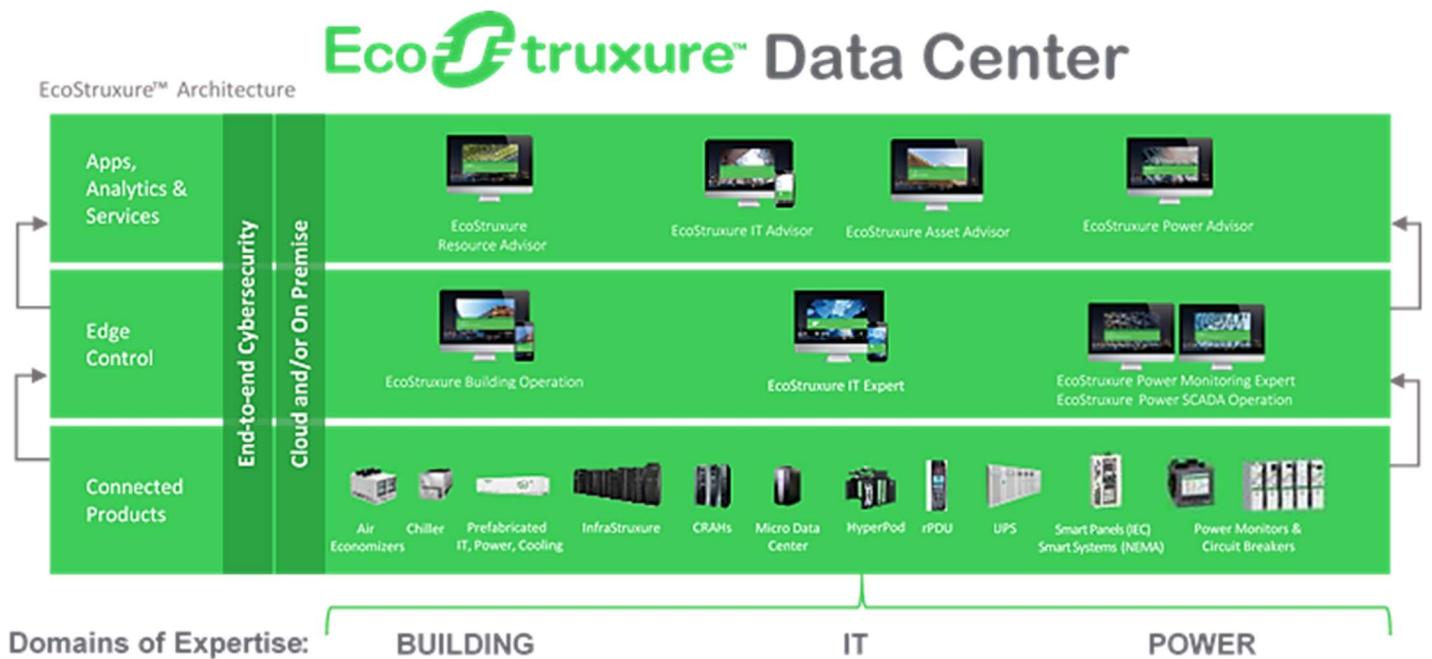 EcoStruxure™ Data Center
EcoStruxure™ Architecture
Apps,
Analytics &
Services
End-to-end Cybersecurity
Cloud and/or On Premise
EcoStruxure
Resource Advisor
EcoStruxure IT Advisor
EcoStruxure Asset Advisor
EcoStruxure Power Advisor
Edge
Control
EcoStruxure Building Operation
EcoStruxure IT Expert
EcoStruxure Power Monitoring Expert
EcoStruxure Power SCADA Operation
Connected
Products
Air
Economizers
Chiller
Prefabricated
IT, Power, Cooling
InfraStruxure
CRAHs
Micro Data
Center
HyperPod
rPDU
UPS
Smart Panels (IEC)
Smart Systems (NEMA)
Power Monitors &
Circuit Breakers
Domains of Expertise:
BUILDING
IT
POWER